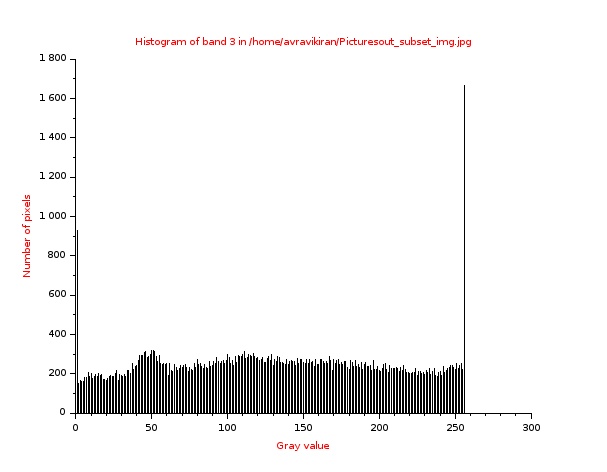 Histogram of band 3 in /home/avravikiran/Picturesout_subset_img.jpg
1 800
1 600
1 400
1 200
1 000
800
600
400
200
0
Number of pixels
0 50 100 150 200 250 300
Gray value